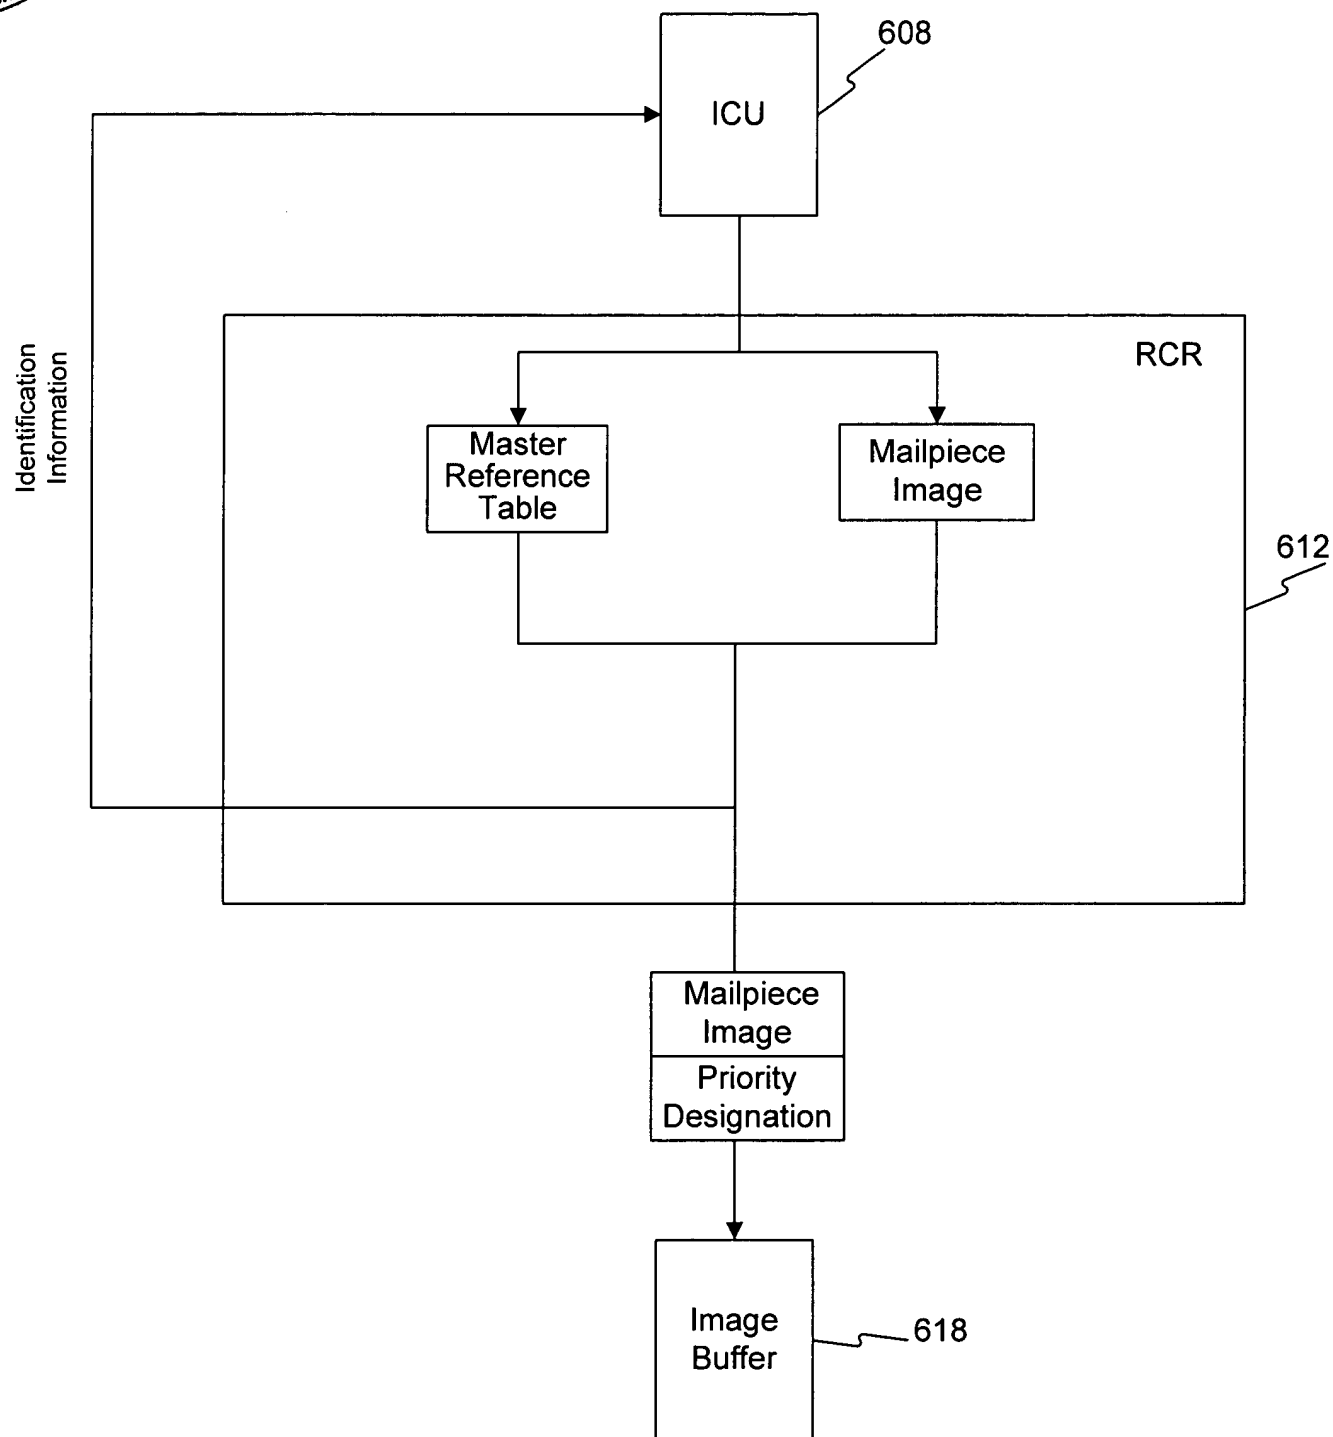 608
ICU
RCR
Identification
Information
Master
Reference
Table
Mailpiece
Image
612
Mailpiece
Image
Priority
Designation
Image
Buffer
618